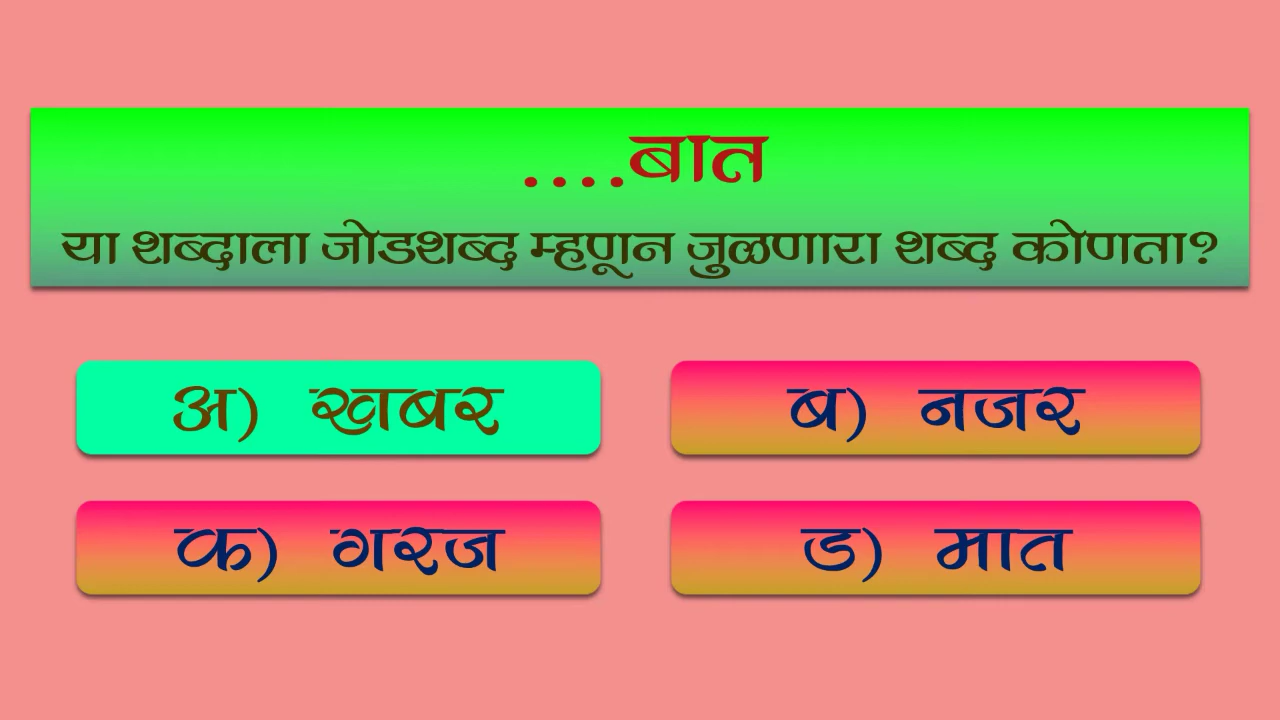 ....बात
या शब्दाला जोडशब्द म्हणून जुळणारा शब्द कोणता?
अ) खबर
ब) नजर
क) गरज
ड) मात